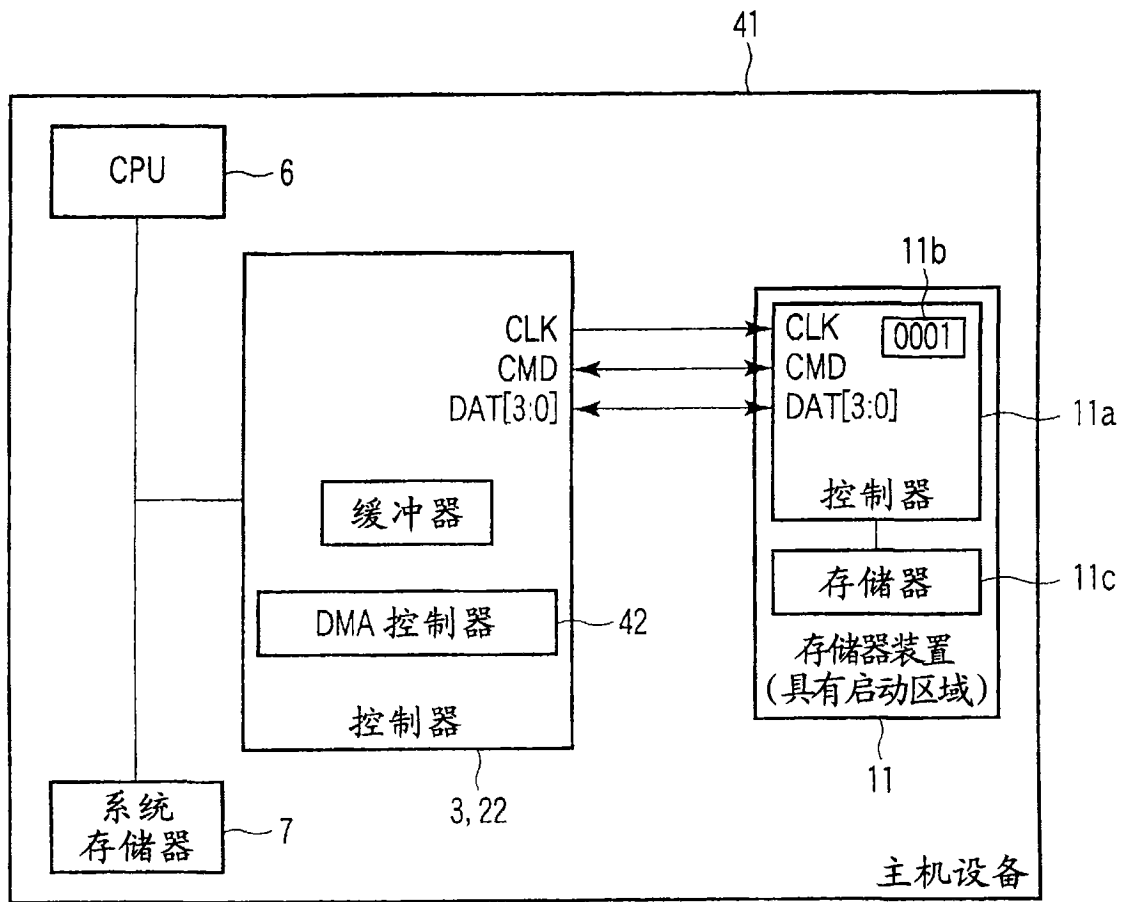 41
CPU
6
11b
CLK
CMD
DAT[3:0]
CLK
CMD
DAT[3:0]
0001
11a
控制器
缓冲器
存储器
11c
DMA 控制器
42
存储器装置
(具有启动区域)
控制器
11
3, 22
系统
存储器
7
主机设备